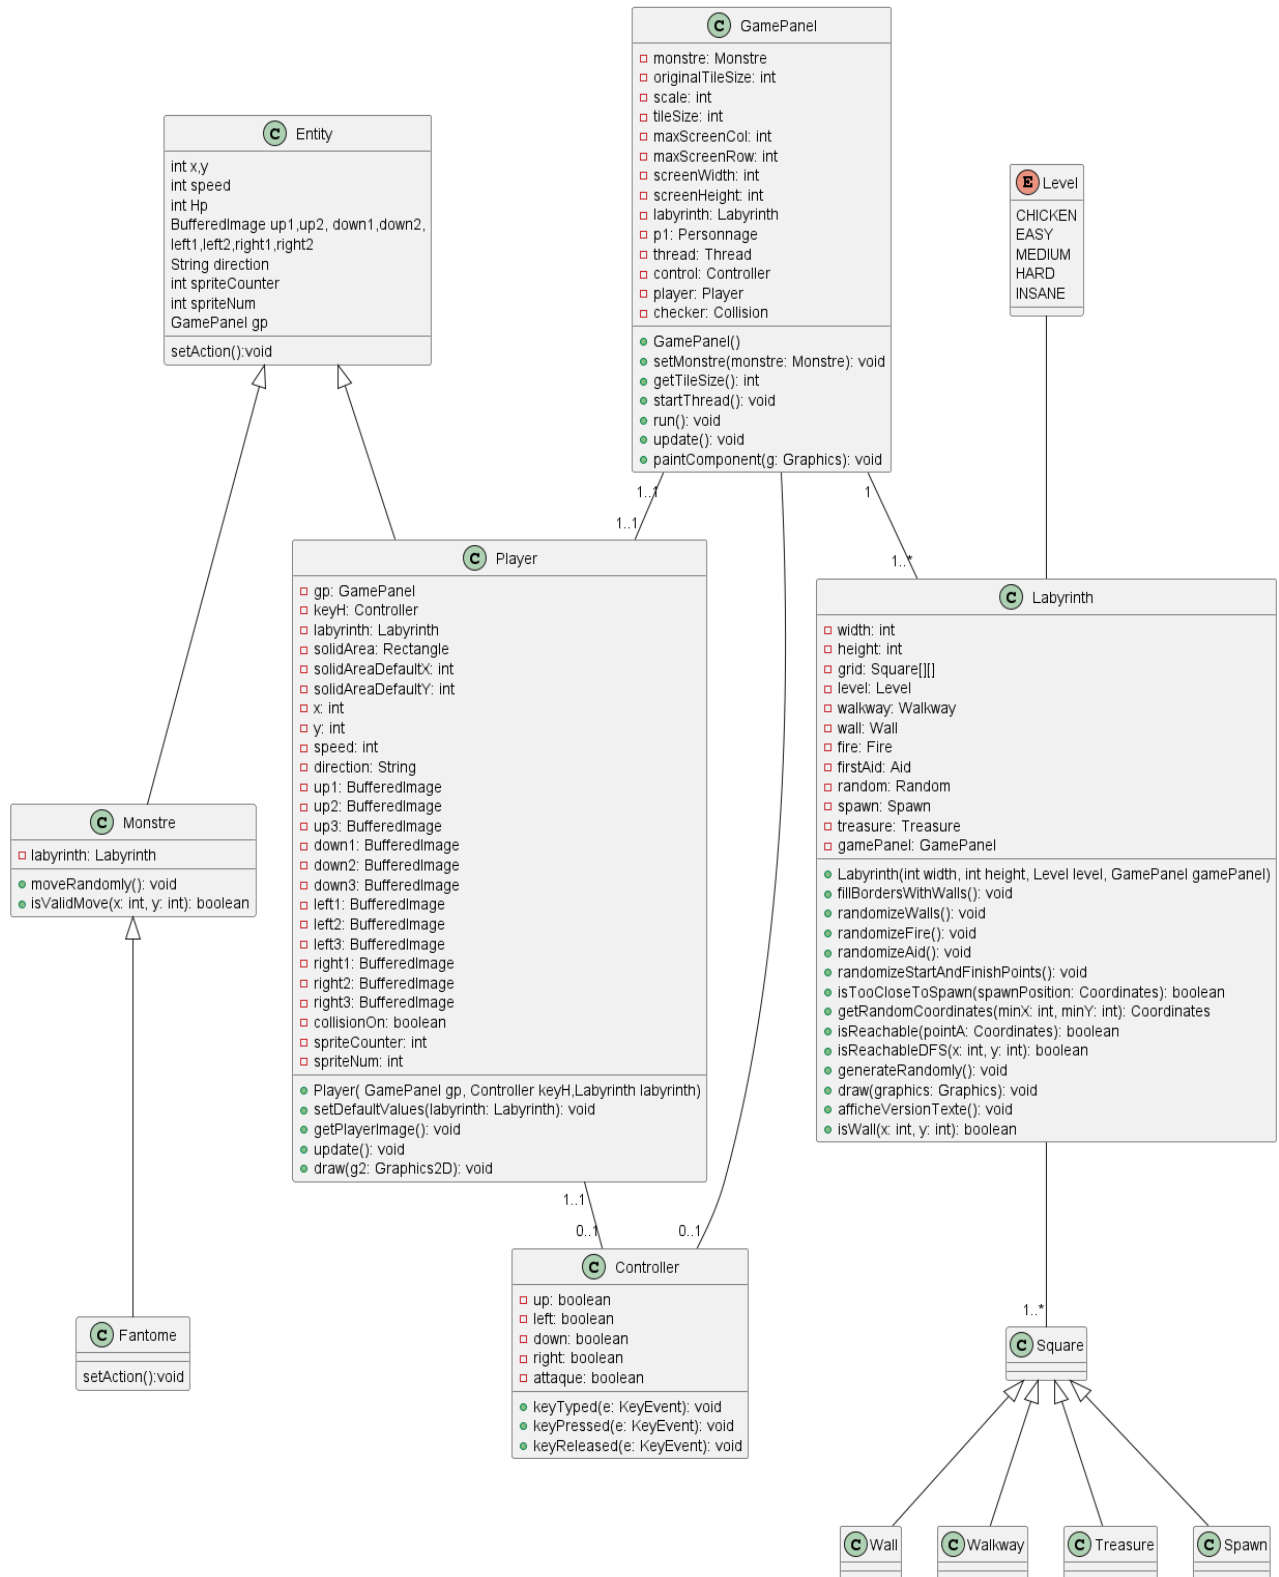 GamePanel
monstre: Monstre
originalTileSize: int
scale: int
tileSize: int
maxScreenCol: int
maxScreenRow: int
screenWidth: int
screenHeight: int
labyrinth: Labyrinth
p1: Personnage
thread: Thread
control: Controller
player: Player
checker: Collision
GamePanel()
setMonstre(monstre: Monstre): void
getTileSize(): int
startThread(): void
run(): void
update(): void
paintComponent(g: Graphics): void
C Entity
int x,y
int speed
int Hp
BufferedImage up1,up2, down1,down2,
left1,left2,right1,right2
String direction
int spriteCounter
int spriteNum
GamePanel gp
setAction():void
E Level
CHICKEN
EASY
MEDIUM
HARD
INSANE
1..1
1..1
1
1..*
C Player
gp: GamePanel
keyH: Controller
labyrinth: Labyrinth
solidArea: Rectangle
solidAreaDefaultX: int
solidAreaDefaultY: int
x: int
y: int
speed: int
direction: String
up1: BufferedImage
up2: BufferedImage
up3: BufferedImage
down1: BufferedImage
down2: BufferedImage
down3: BufferedImage
left1: BufferedImage
left2: BufferedImage
left3: BufferedImage
right1: BufferedImage
right2: BufferedImage
right3: BufferedImage
collisionOn: boolean
spriteCounter: int
spriteNum: int
Player( GamePanel gp, Controller keyH,Labyrinth labyrinth)
setDefaultValues(labyrinth: Labyrinth): void
getPlayerImage(): void
update(): void
draw(g2: Graphics2D): void
C Labyrinth
width: int
height: int
grid: Square[][]
level: Level
walkway: Walkway
wall: Wall
fire: Fire
firstAid: Aid
random: Random
spawn: Spawn
treasure: Treasure
gamePanel: GamePanel
Labyrinth(int width, int height, Level level, GamePanel gamePanel)
fillBordersWithWalls(): void
randomizeWalls(): void
randomizeFire(): void
randomizeAid(): void
randomizeStartAndFinishPoints(): void
isTooCloseToSpawn(spawnPosition: Coordinates): boolean
getRandomCoordinates(minX: int, minY: int): Coordinates
isReachable(pointA: Coordinates): boolean
isReachableDFS(x: int, y: int): boolean
generateRandomly(): void
draw(graphics: Graphics): void
afficheVersionTexte(): void
isWall(x: int, y: int): boolean
C Monstre
labyrinth: Labyrinth
moveRandomly(): void
isValidMove(x: int, y: int): boolean
1..1
0..1
0..1
C Controller
up: boolean
left: boolean
down: boolean
right: boolean
attaque: boolean
keyTyped(e: KeyEvent): void
keyPressed(e: KeyEvent): void
keyReleased(e: KeyEvent): void
C Fantome
setAction():void
1..*
C Square
C Wall
C Walkway
C Treasure
C Spawn